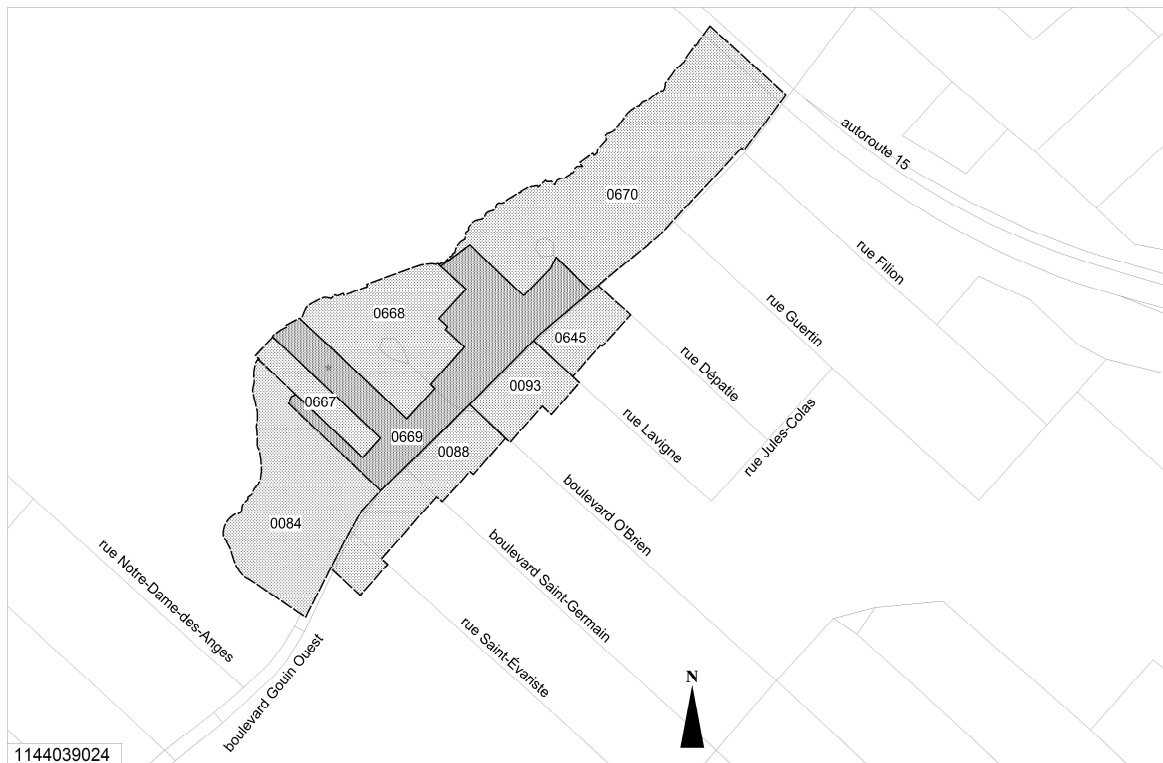 autoroute 15
0670
rue Filion
rue Guertin
0668
0645
rue Dépatie
0093
0667
rue Jules-Colas
0669
rue Lavigne
0088
boulevard O'Brien
0084
boulevard Saint-Germain
rue Notre-Dame-des-Anges
rue Saint-Évariste
boulevard Gouin Ouest
N
1144039024